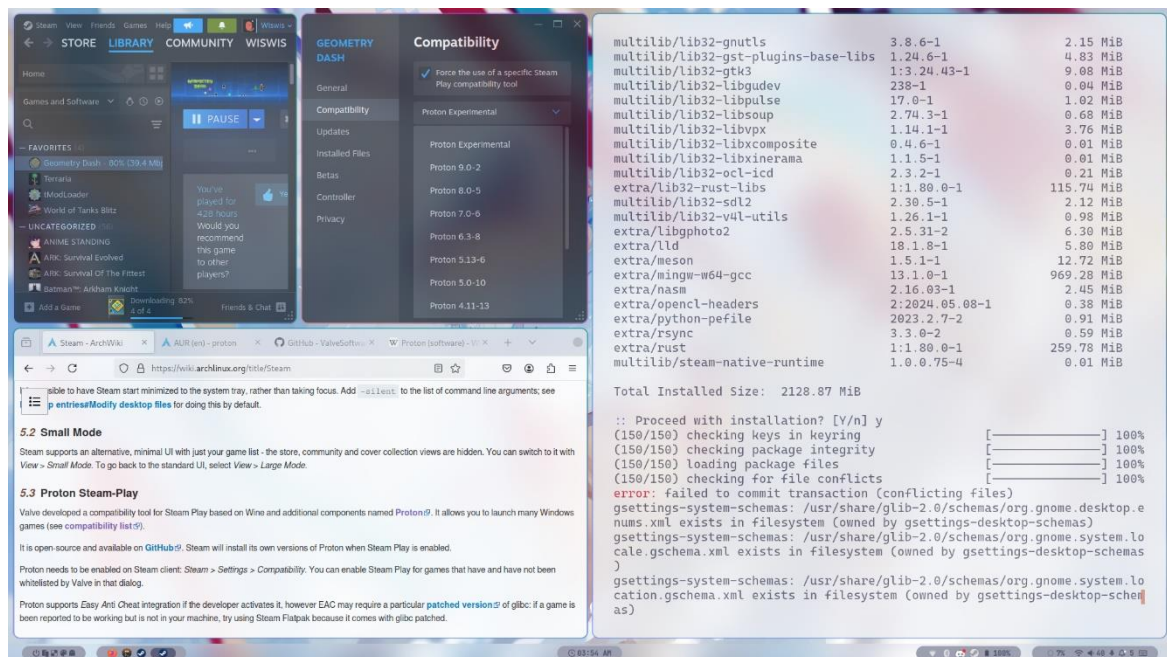 Steam View Friends Games Help
Wiswis
STORE LIBRARY COMMUNITY WISWIS
Home
Games and Software
PAUSE
— FAVORITES
Geometry Dash - 80% (39.4 Mb
Terraria
tModLoader
World of Tanks Blitz
— UNCATEGORIZED
ANIME STANDING
ARK: Survival Evolved
ARK: Survival Of The Fittest
Batman™: Arkham Knight
You've
played for
428 hours
Would you
recommend
this game
to other
players?
Ye
Add a Game
Downloading 82%
4 of 4
Friends & Chat
GEOMETRY
DASH
General
Compatibility
Updates
Installed Files
Betas
Controller
Privacy
Compatibility
Force the use of a specific Steam
Play compatibility tool
Proton Experimental
Proton Experimental
Proton 9.0-2
Proton 8.0-5
Proton 7.0-6
Proton 6.3-8
Proton 5.13-6
Proton 5.0-10
Proton 4.11-13
Steam - ArchWiki
AUR (en) - proton
GitHub - ValveSoftw
Proton (software) - W
https://wiki.archlinux.org/title/Steam
sible to have Steam start minimized to the system tray, rather than taking focus. Add -silent to the list of command line arguments; see
p entries#Modify desktop files for doing this by default.
5.2 Small Mode
Steam supports an alternative, minimal UI with just your game list - the store, community and cover collection views are hidden. You can switch to it with
View > Small Mode. To go back to the standard UI, select View > Large Mode.
5.3 Proton Steam-Play
Valve developed a compatibility tool for Steam Play based on Wine and additional components named Proton. It allows you to launch many Windows
games (see compatibility list).
It is open-source and available on GitHub. Steam will install its own versions of Proton when Steam Play is enabled.
Proton needs to be enabled on Steam client: Steam > Settings > Compatibility. You can enable Steam Play for games that have and have not been
whitelisted by Valve in that dialog.
Proton supports Easy Anti Cheat integration if the developer activates it, however EAC may require a particular patched version of glibc: if a game is
been reported to be working but is not in your machine, try using Steam Flatpak because it comes with glibc patched.
multilib/lib32-gnutls 3.8.6-1 2.15 MiB
multilib/lib32-gst-plugins-base-libs 1.24.6-1 4.83 MiB
multilib/lib32-gtk3 1:3.24.43-1 9.08 MiB
multilib/lib32-libgudev 238-1 0.04 MiB
multilib/lib32-libpulse 17.0-1 1.02 MiB
multilib/lib32-libsoup 2.74.3-1 0.68 MiB
multilib/lib32-libvpx 1.14.1-1 3.76 MiB
multilib/lib32-libxcomposite 0.4.6-1 0.01 MiB
multilib/lib32-libxinerama 1.1.5-1 0.01 MiB
multilib/lib32-ocl-icd 2.3.2-1 0.21 MiB
extra/lib32-rust-libs 1:1.80.0-1 115.74 MiB
multilib/lib32-sdl2 2.30.5-1 2.12 MiB
multilib/lib32-v4l-utils 1.26.1-1 0.98 MiB
extra/libgphoto2 2.5.31-2 6.30 MiB
extra/lld 18.1.8-1 5.80 MiB
extra/meson 1.5.1-1 12.72 MiB
extra/mingw-w64-gcc 13.1.0-1 969.28 MiB
extra/nasm 2.16.03-1 2.45 MiB
extra/opencl-headers 2:2024.05.08-1 0.38 MiB
extra/python-pefile 2023.2.7-2 0.91 MiB
extra/rsync 3.3.0-2 0.59 MiB
extra/rust 1:1.80.0-1 259.78 MiB
multilib/steam-native-runtime 1.0.0.75-4 0.01 MiB
Total Installed Size: 2128.87 MiB
:: Proceed with installation? [Y/n] y
(150/150) checking keys in keyring [——————] 100%
(150/150) checking package integrity [——————] 100%
(150/150) loading package files [——————] 100%
(150/150) checking for file conflicts [——————] 100%
error: failed to commit transaction (conflicting files)
gsettings-system-schemas: /usr/share/glib-2.0/schemas/org.gnome.desktop.e
nums.xml exists in filesystem (owned by gsettings-desktop-schemas)
gsettings-system-schemas: /usr/share/glib-2.0/schemas/org.gnome.system.lo
cale.gschema.xml exists in filesystem (owned by gsettings-desktop-schemas
)
gsettings-system-schemas: /usr/share/glib-2.0/schemas/org.gnome.system.lo
cation.gschema.xml exists in filesystem (owned by gsettings-desktop-schem
as)
03:54 AM
100%
7%